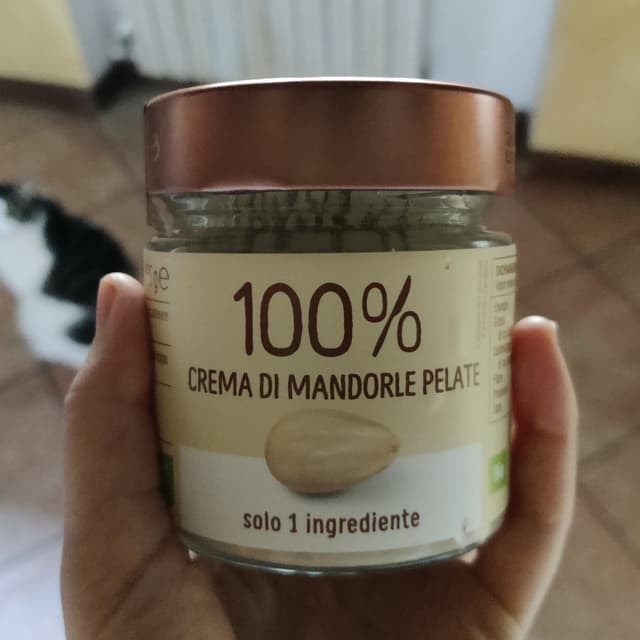 100%
CREMA DI MANDORLE PELATE
solo 1 ingrediente